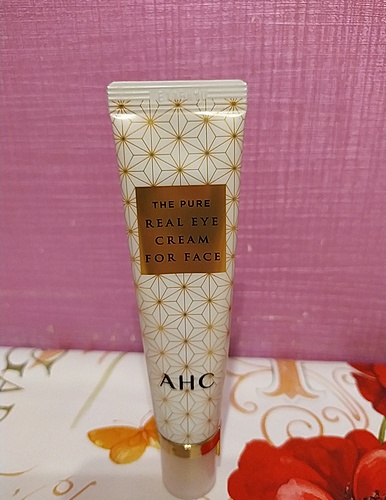 THE PURE
REAL EYE
CREAM
FOR FACE
AHC